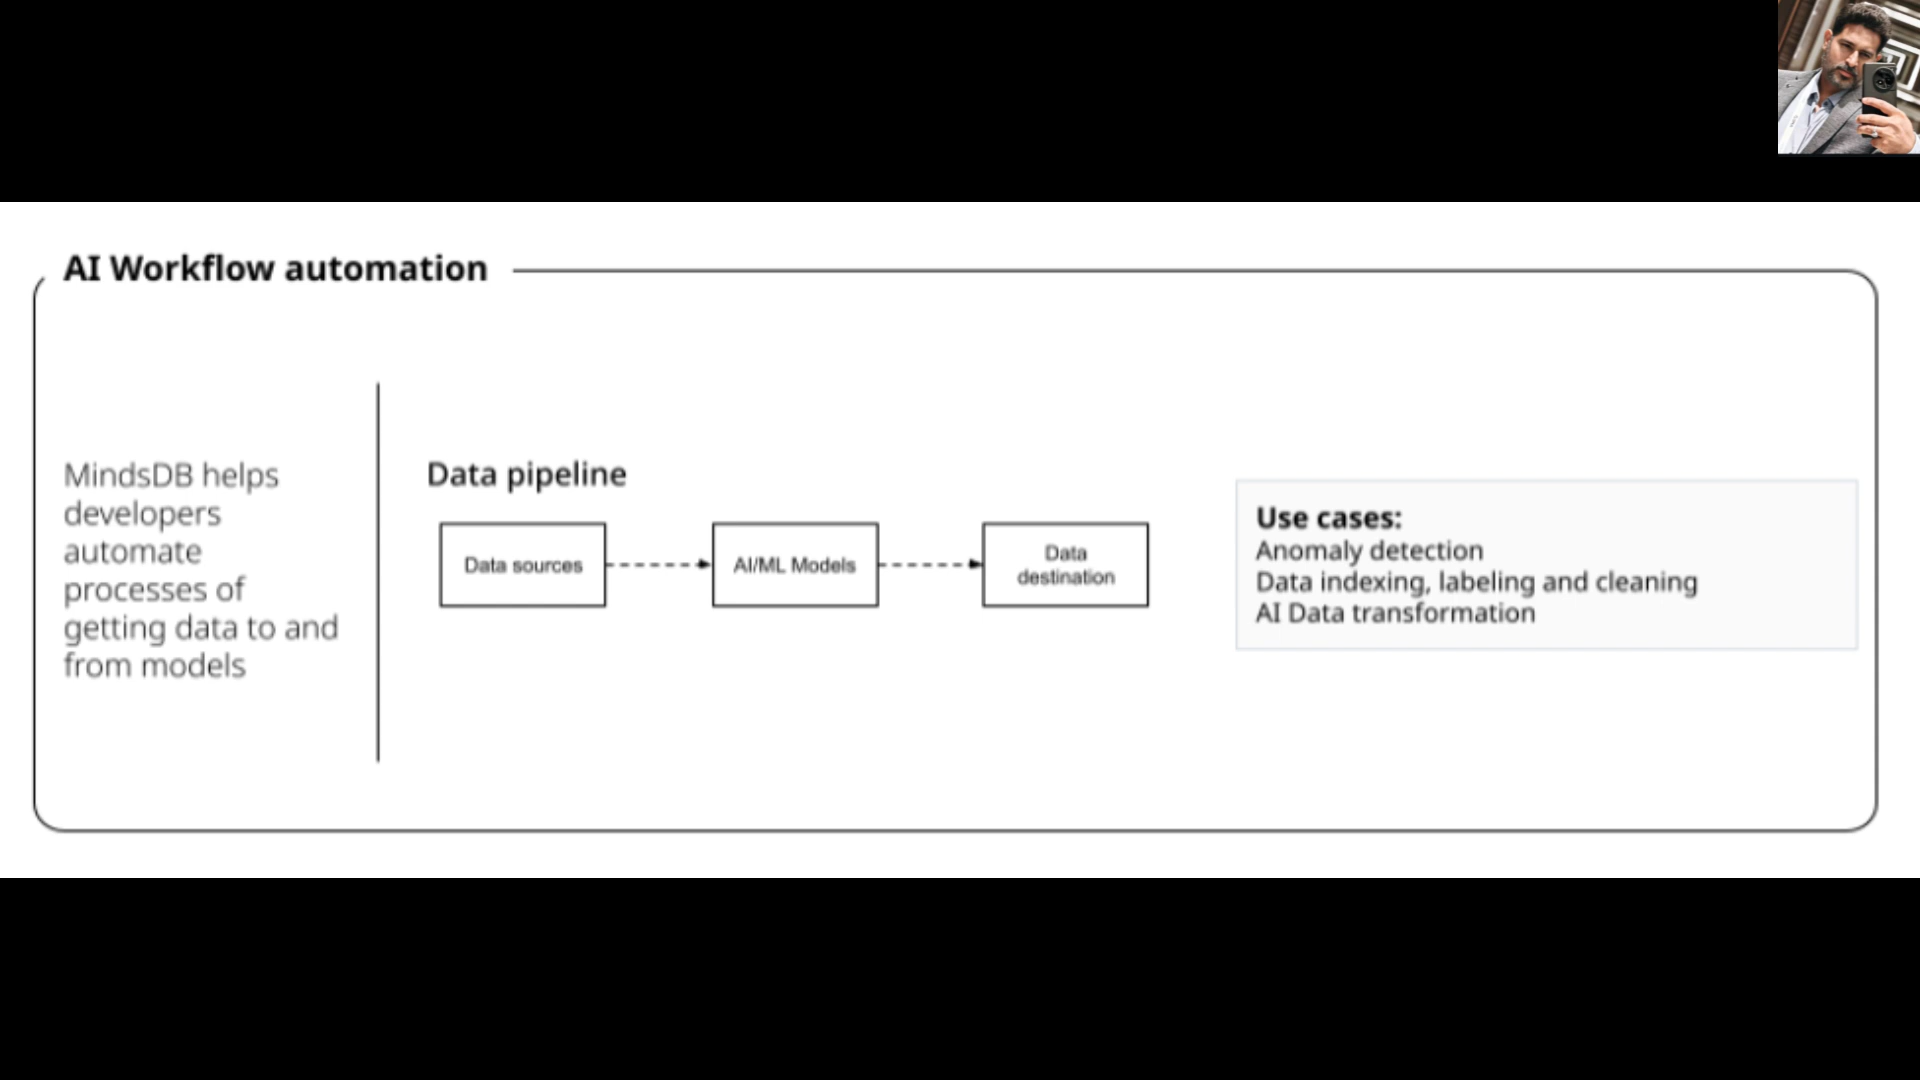 AI Workflow automation
MindsDB helps
developers
automate
processes of
getting data to and
from models
Data pipeline
Data sources
AI/ML Models
Data
destination
Use cases:
Anomaly detection
Data indexing, labeling and cleaning
AI Data transformation